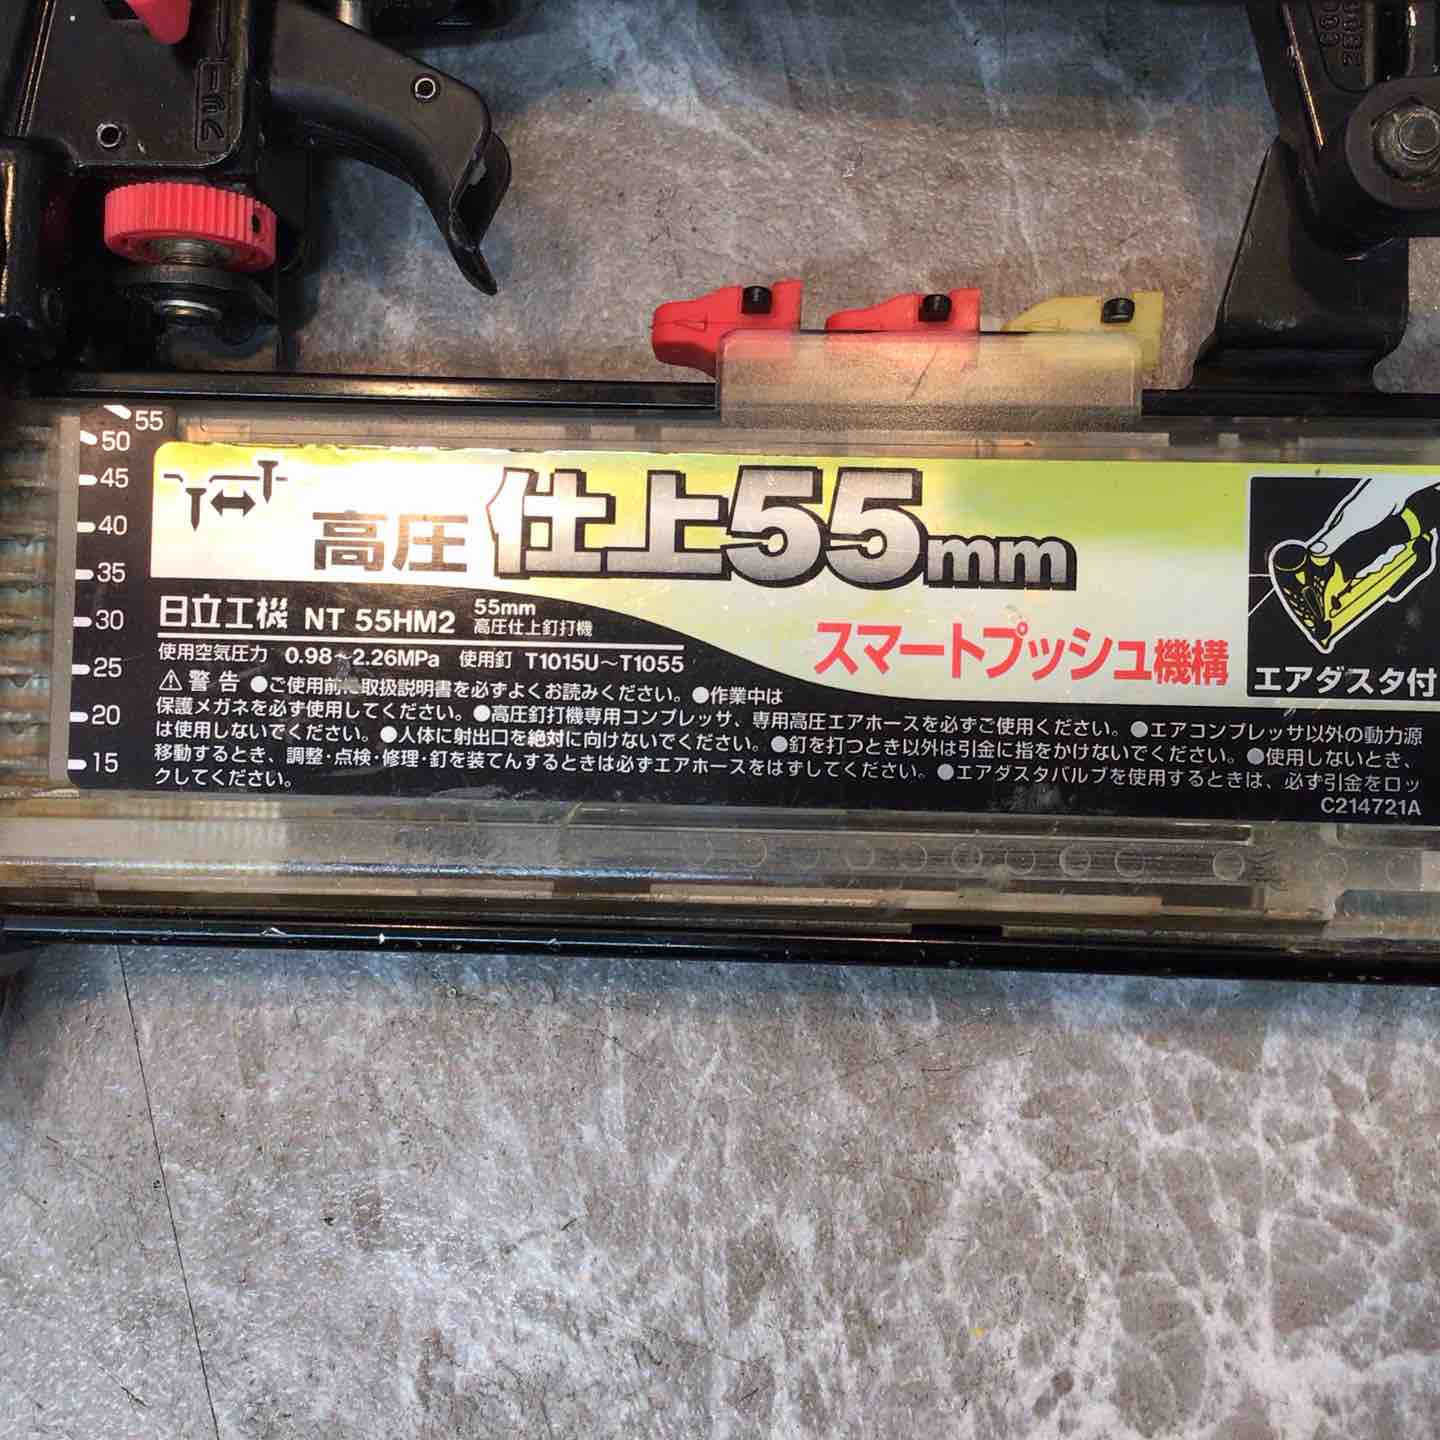 フック
55
50
45
40
35
30
25
20
15
高圧 仕上55mm
スマートプッシュ機構
エアダスタ付
日立工機 NT 55HM2 55mm
高圧仕上釘打機
使用空気圧力 0.98~2.26MPa 使用釘 T1015U~T1055
⚠警告 ●ご使用前に取扱説明書を必ずよくお読みください。●作業中は
保護メガネを必ず使用してください。●高圧釘打機専用コンプレッサ、専用高圧エアホースを必ずご使用ください。●エアコンプレッサ以外の動力源
は使用しないでください。●人体に射出口を絶対に向けないでください。●釘を打つとき以外は引金に指をかけないでください。●使用しないとき、
移動するとき、調整・点検・修理・釘を装てんするときは必ずエアホースをはずしてください。●エアダスタバルブを使用するときは、必ず引金をロッ
クしてください。
C214721A